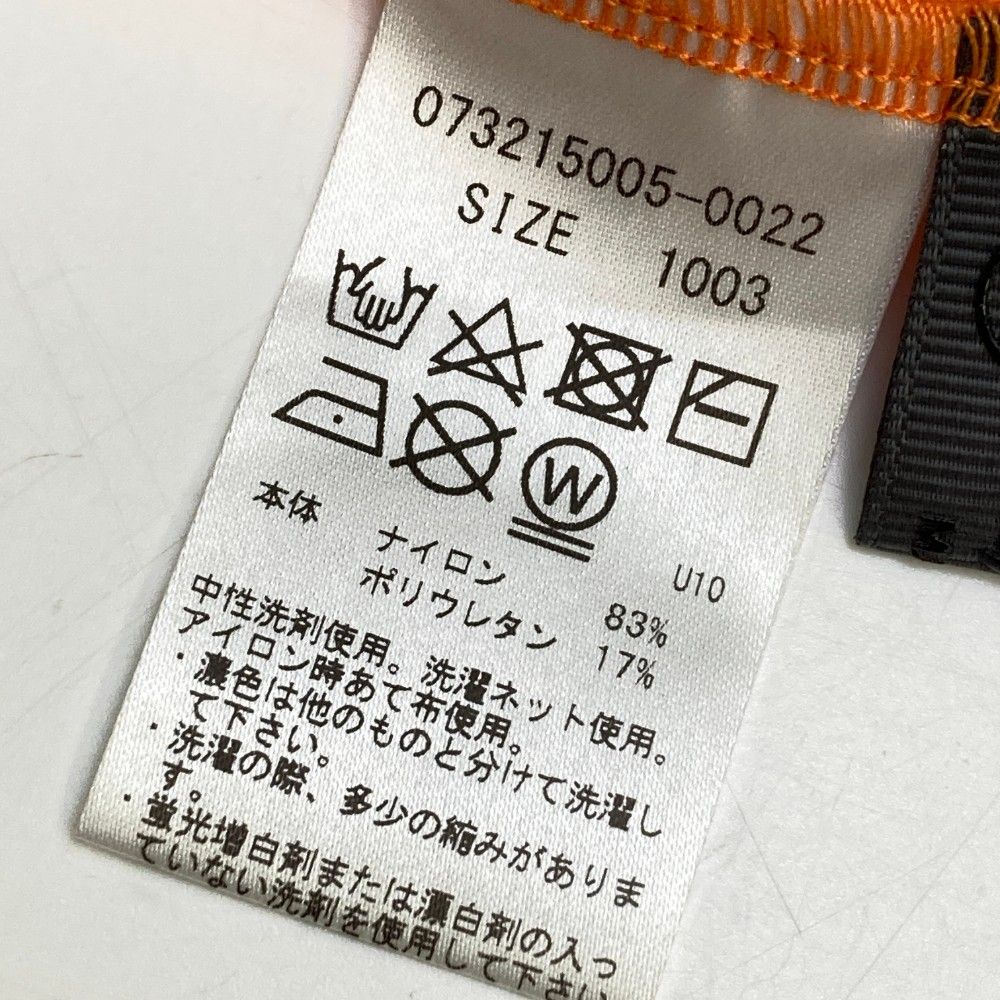 073215005-0022
SIZE 1003
W
本体 U10
ナイロン 83%
ポリウレタン 17%
中性洗剤使用。洗濯ネット使用。
アイロン時あて布使用。
・濃色は他のものと分けて洗濯し
て下さい。
・洗濯の際、多少の縮みがありま
す。
・蛍光増白剤または漂白剤の入っ
ていない洗剤を使用して下さい